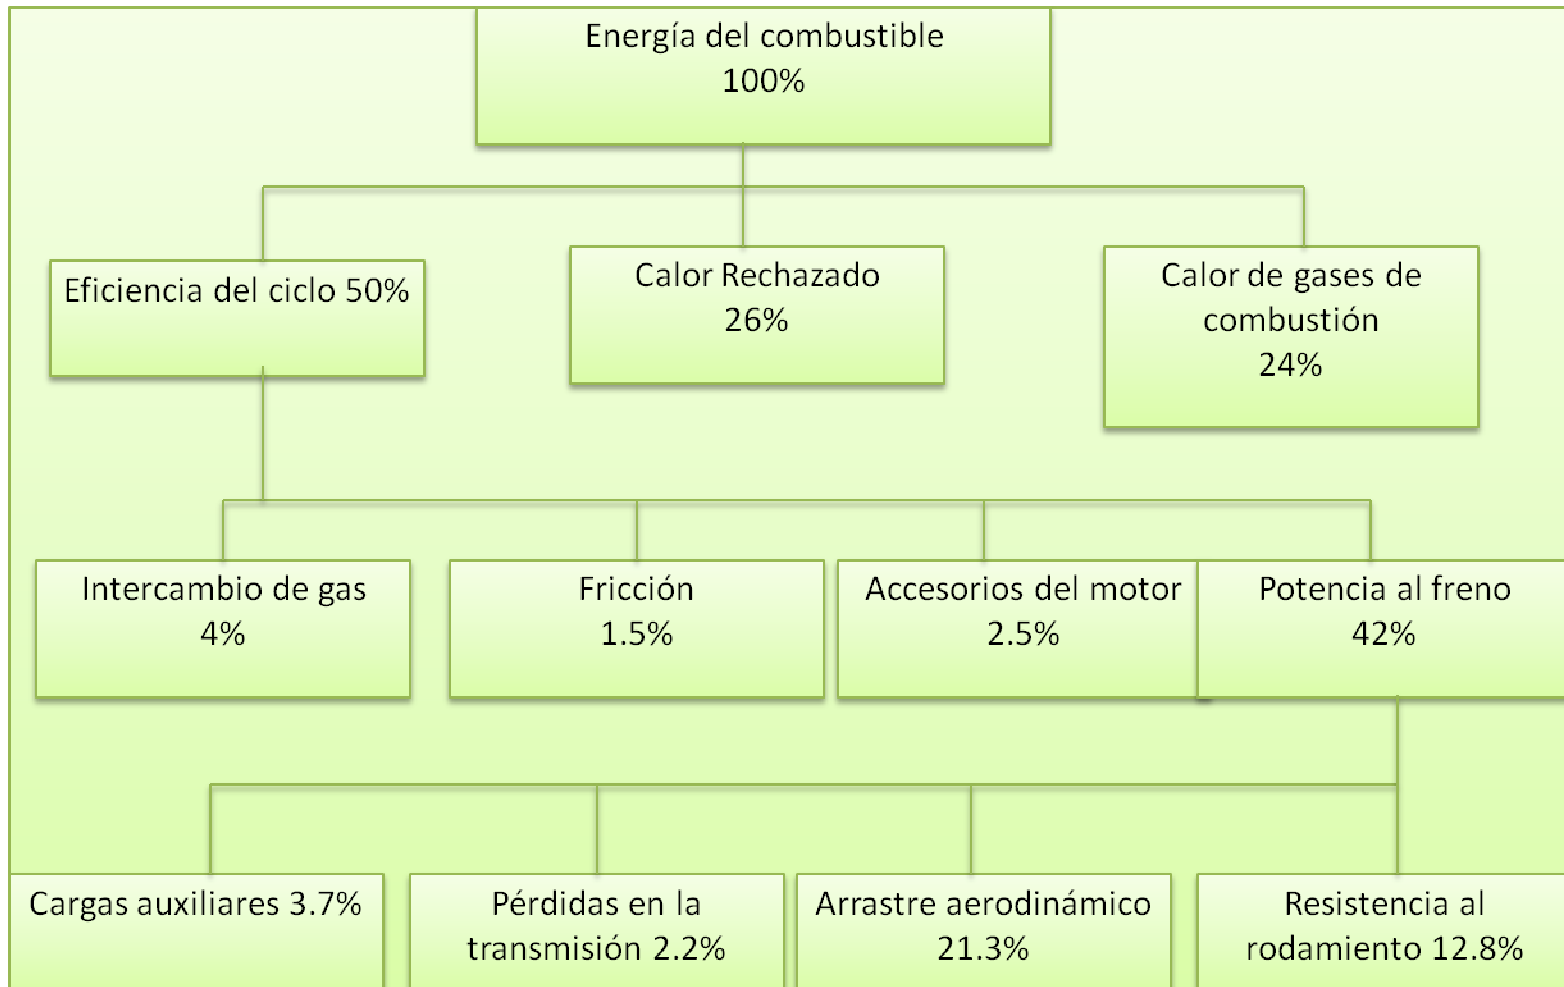 Energía del combustible
100%
Eficiencia del ciclo 50%
Calor Rechazado
26%
Calor de gases de
combustión
24%
Intercambio de gas
4%
Fricción
1.5%
Accesorios del motor
2.5%
Potencia al freno
42%
Cargas auxiliares 3.7%
Pérdidas en la
transmisión 2.2%
Arrastre aerodinámico
21.3%
Resistencia al
rodamiento 12.8%